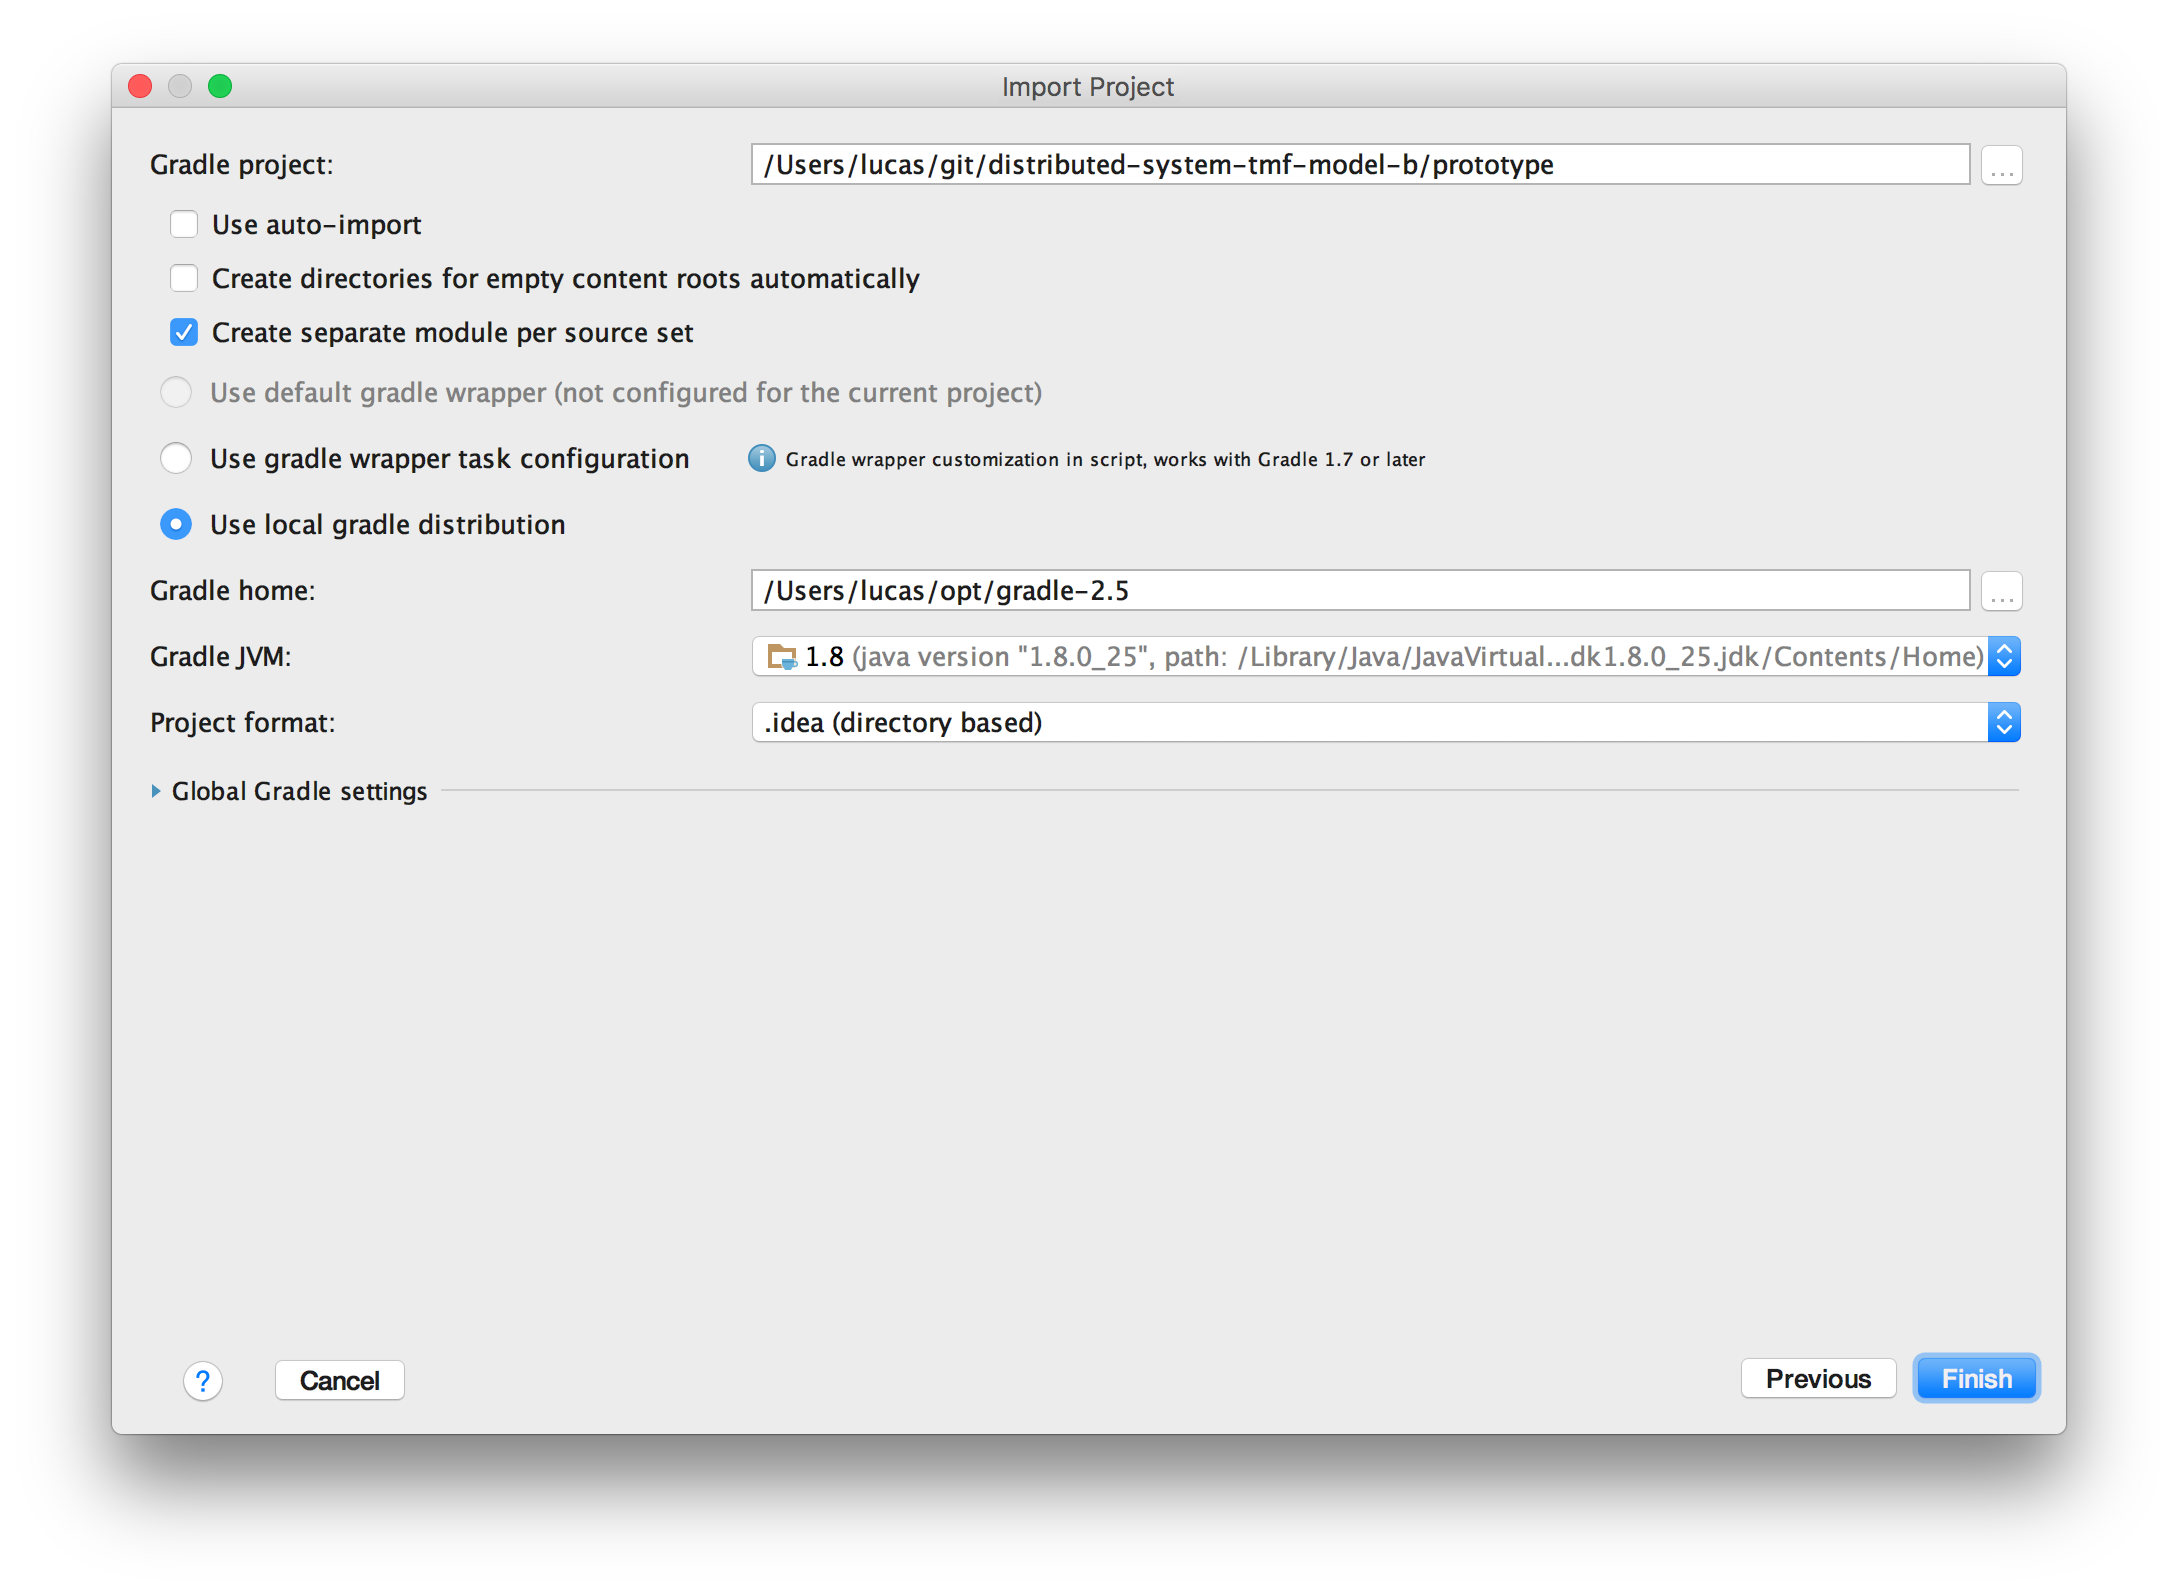 Import Project
Gradle project: /Users/lucas/git/distributed-system-tmf-model-b/prototype ...
Use auto-import
Create directories for empty content roots automatically
Create separate module per source set
Use default gradle wrapper (not configured for the current project)
Use gradle wrapper task configuration Gradle wrapper customization in script, works with Gradle 1.7 or later
Use local gradle distribution
Gradle home: /Users/lucas/opt/gradle-2.5 ...
Gradle JVM: 1.8 (java version "1.8.0_25", path: /Library/Java/JavaVirtual...dk1.8.0_25.jdk/Contents/Home)
Project format: .idea (directory based)
Global Gradle settings
? Cancel Previous Finish